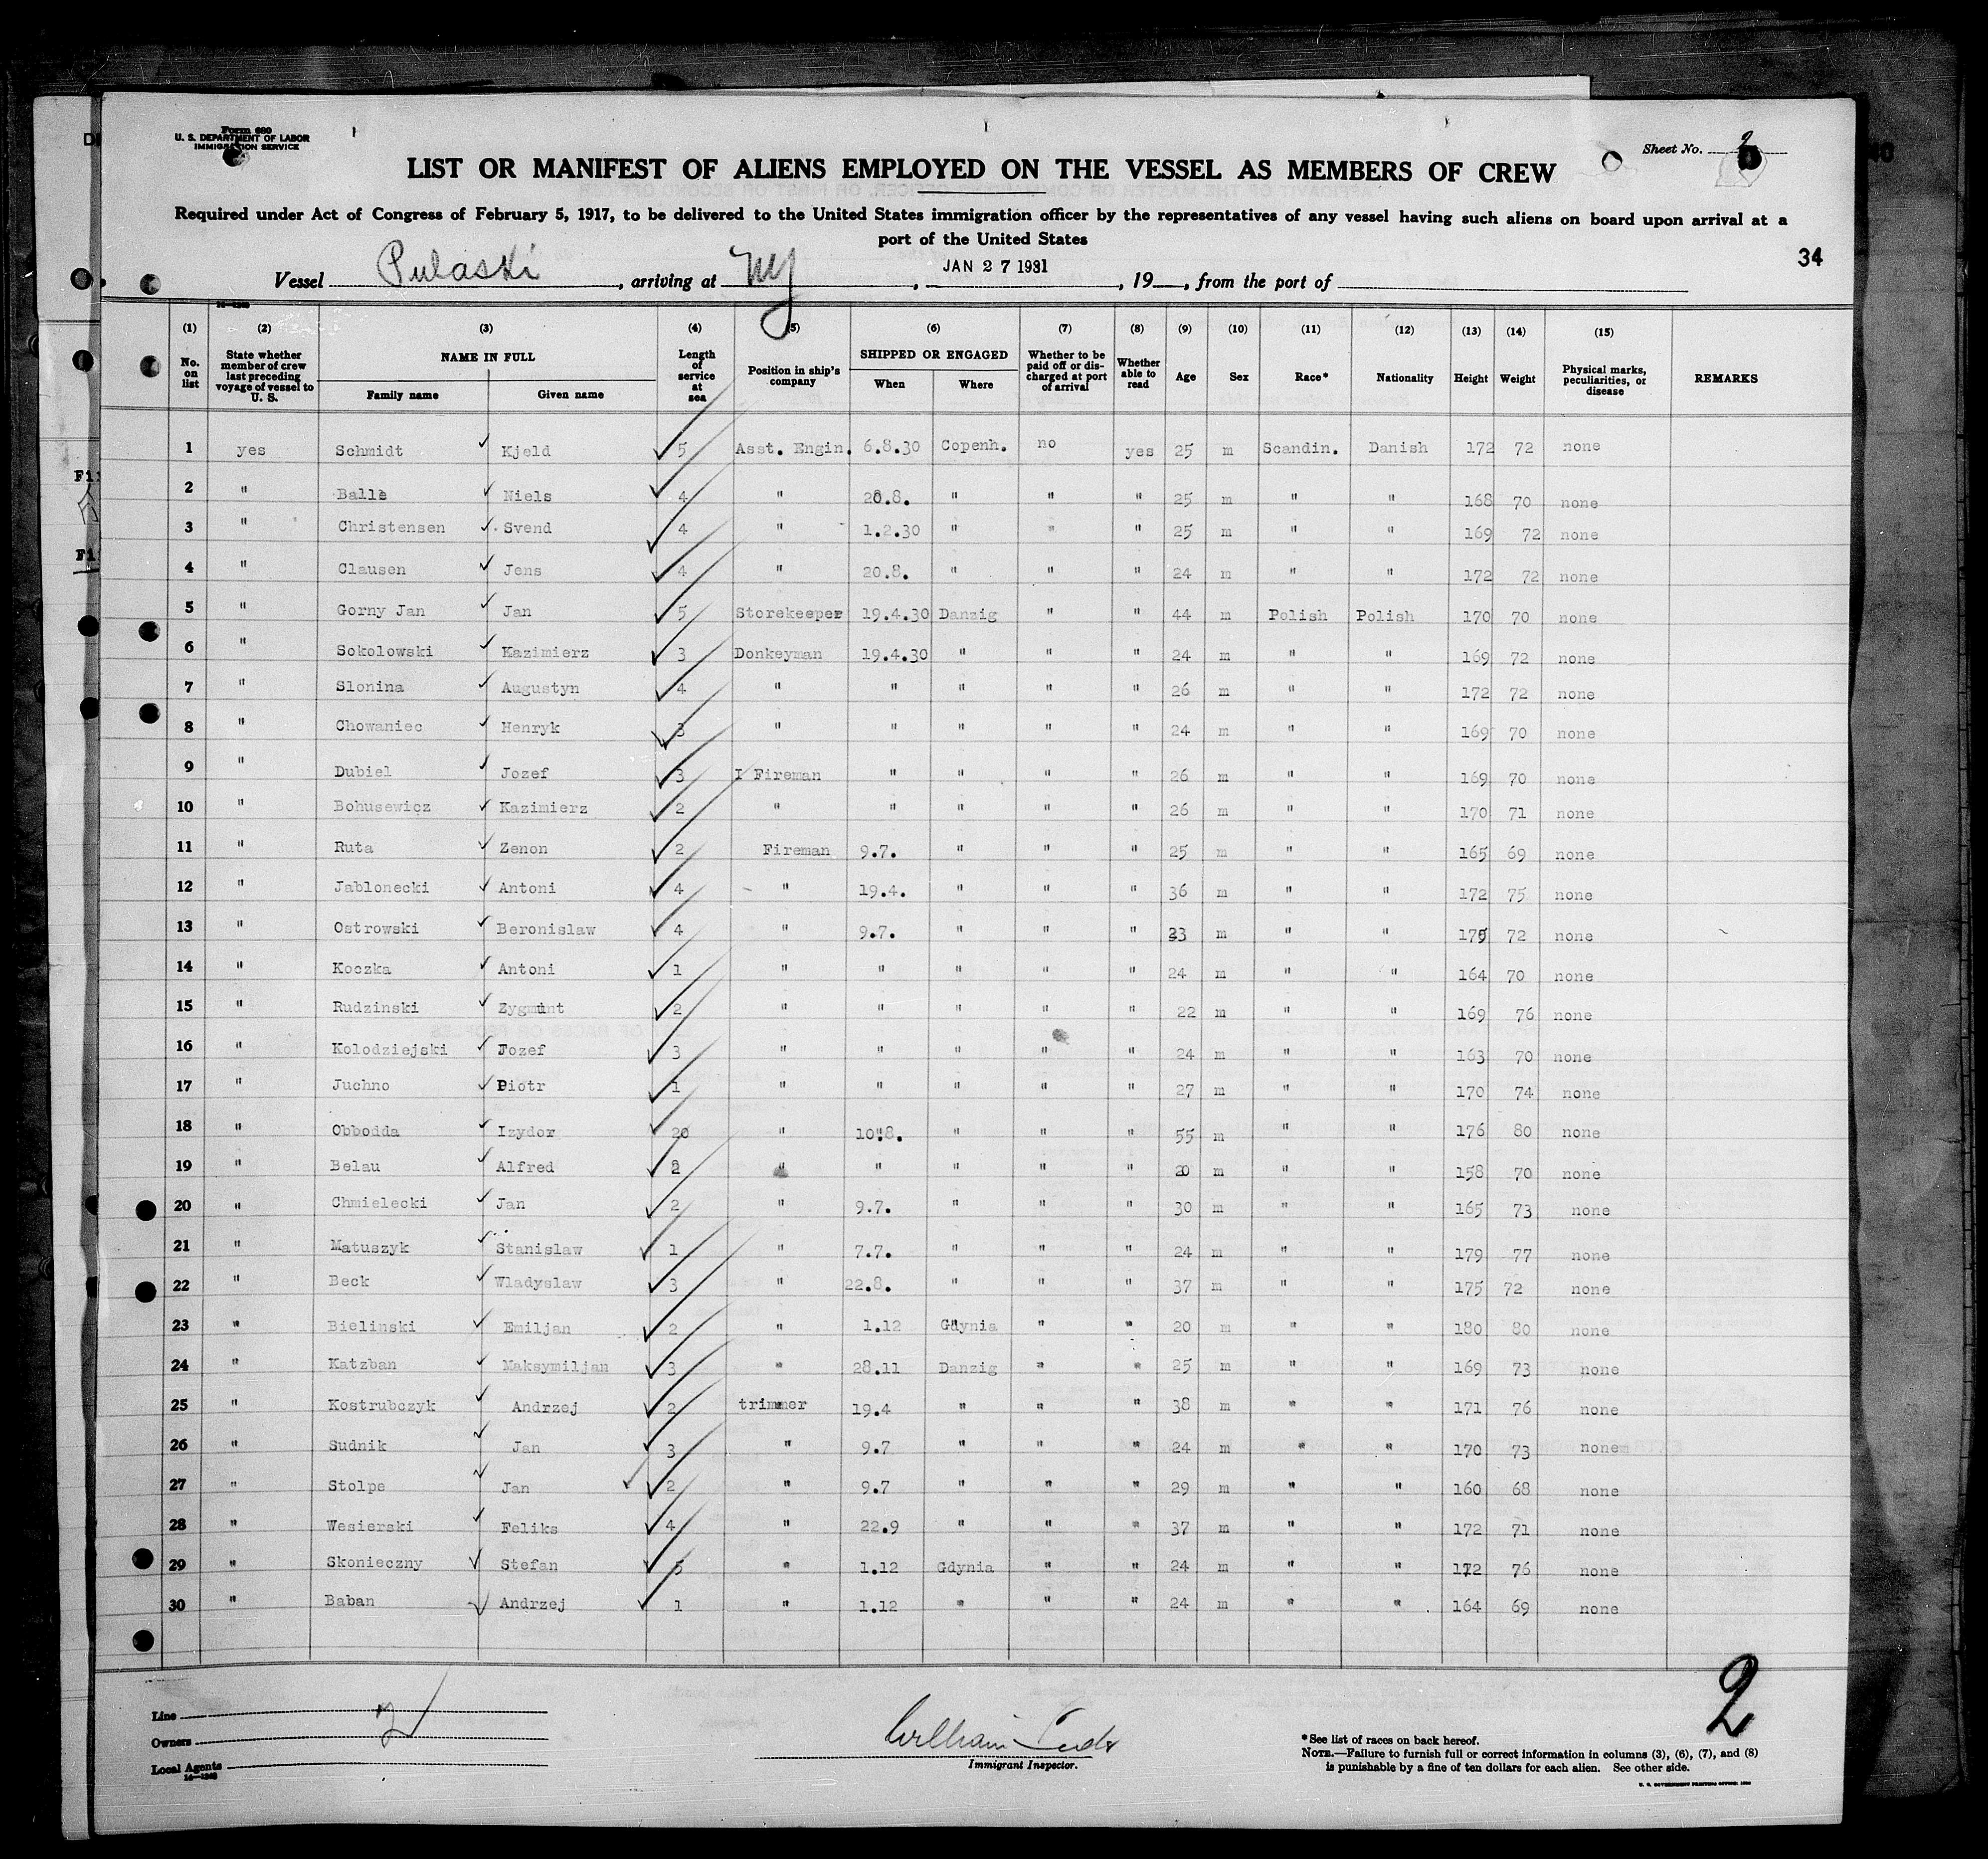 Form 680
U. S. DEPARTMENT OF LABOR
IMMIGRATION SERVICE
Sheet No. 2
LIST OR MANIFEST OF ALIENS EMPLOYED ON THE VESSEL AS MEMBERS OF CREW
Required under Act of Congress of February 5, 1917, to be delivered to the United States immigration officer by the representatives of any vessel having such aliens on board upon arrival at a
port of the United States
34
Vessel Pulaski, arriving at NY, JAN 27 1931, 19, from the port of
(1) (2) (3) (4) (5) (6) (7) (8) (9) (10) (11) (12) (13) (14) (15)
No. on list State whether member of crew last preceding voyage of vessel to U. S. NAME IN FULL Family name Given name Length of service at sea Position in ship's company SHIPPED OR ENGAGED When Where Whether to be paid off or discharged at port of arrival Whether able to read Age Sex Race* Nationality Height Weight Physical marks, peculiarities, or disease REMARKS
1 yes Schmidt Kjeld 5 Asst. Engin. 6.8.30 Copenh. no yes 25 m Scandin. Danish 172 72 none
2 " Balle Niels 4 " 20.8. " " " 25 m " " 168 70 none
3 " Christensen Svend 4 " 1.2.30 " " " 25 m " " 169 72 none
4 " Clausen Jens 4 " 20.8. " " " 24 m " " 172 72 none
5 " Gorny Jan Jan 5 Storekeeper 19.4.30 Danzig " " 44 m Polish Polish 170 70 none
6 " Sokolowski Kazimierz 3 Donkeyman 19.4.30 " " " 24 m " " 169 72 none
7 " Slonina Augustyn 4 " " " " " 26 m " " 172 72 none
8 " Chowaniec Henryk 3 " " " " " 24 m " " 169 70 none
9 " Dubiel Jozef 3 I Fireman " " " " 26 m " " 169 70 none
10 " Bohusewicz Kazimierz 2 " " " " " 26 m " " 170 71 none
11 " Ruta Zenon 2 Fireman 9.7. " " " 25 m " " 165 69 none
12 " Jablonecki Antoni 4 " 19.4. " " " 36 m " " 172 75 none
13 " Ostrowski Beronislaw 4 " 9.7. " " " 33 m " " 175 72 none
14 " Koczka Antoni 1 " " " " " 24 m " " 164 70 none
15 " Rudzinski Zygmunt 2 " " " " " 22 m " " 169 76 none
16 " Kolodziejski Jozef 3 " " " " " 24 m " " 163 70 none
17 " Juchno Piotr 1 " " " " " 27 m " " 170 74 none
18 " Obbodda Izydor 20 " 10.8. " " " 55 m " " 176 80 none
19 " Belau Alfred 2 " " " " " 20 m " " 158 70 none
20 " Chmielecki Jan 2 " 9.7. " " " 30 m " " 165 73 none
21 " Matuszyk Stanislaw 1 " 7.7. " " " 24 m " " 179 77 none
22 " Beck Wladyslaw 3 " 22.8. " " " 37 m " " 175 72 none
23 " Bielinski Emiljan 2 " 1.12 Gdynia " " 20 m " " 180 80 none
24 " Katzban Maksymiljan 3 " 28.11 Danzig " " 25 m " " 169 73 none
25 " Kostrubczyk Andrzej 2 trimmer 19.4 " " " 38 m " " 171 76 none
26 " Sudnik Jan 3 " 9.7 " " " 24 m " " 170 73 none
27 " Stolpe Jan 2 " 9.7 " " " 29 m " " 160 68 none
28 " Wesierski Feliks 4 " 22.9 " " " 37 m " " 172 71 none
29 " Skonieczny Stefan 5 " 1.12 Gdynia " " 24 m " " 172 76 none
30 " Baban Andrzej 1 " 1.12 " " " 24 m " " 164 69 none
2
Line
Owners
Local Agents
14—1248
William
Immigrant Inspector.
*See list of races on back hereof.
NOTE.—Failure to furnish full or correct information in columns (3), (6), (7), and (8)
is punishable by a fine of ten dollars for each alien. See other side.
U. S. GOVERNMENT PRINTING OFFICE